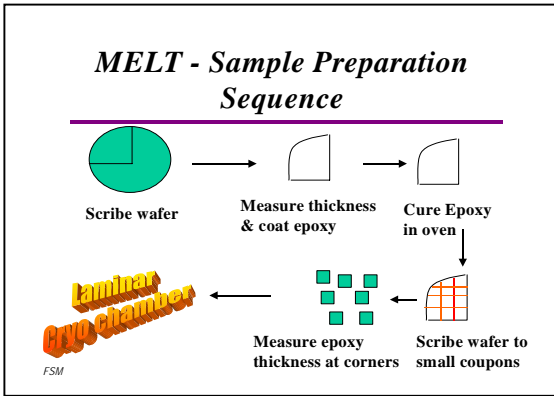 MELT - Sample Preparation
Sequence
Scribe wafer
Measure thickness
& coat epoxy
Cure Epoxy
in oven
Scribe wafer to
small coupons
Measure epoxy
thickness at corners
Laminar
Cryo chamber
FSM